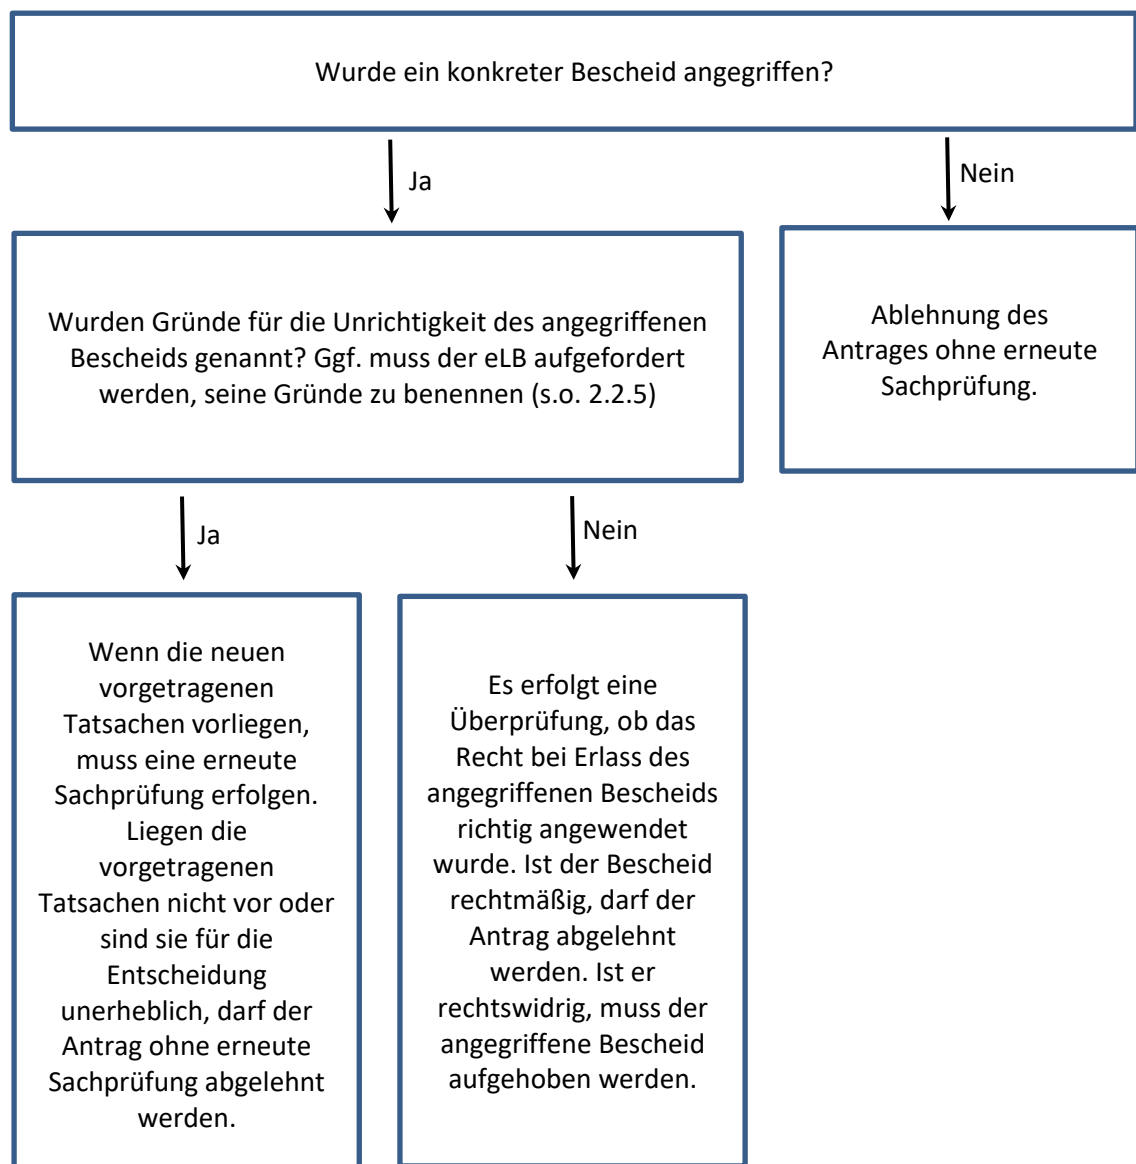 Wurde ein konkreter Bescheid angegriffen?
Ja
Nein
Wurden Gründe für die Unrichtigkeit des angegriffenen
Bescheids genannt? Ggf. muss der eLB aufgefordert
werden, seine Gründe zu benennen (s.o. 2.2.5)
Ablehnung des
Antrages ohne erneute
Sachprüfung.
Ja
Nein
Wenn die neuen
vorgetragenen
Tatsachen vorliegen,
muss eine erneute
Sachprüfung erfolgen.
Liegen die
vorgetragenen
Tatsachen nicht vor oder
sind sie für die
Entscheidung
unerheblich, darf der
Antrag ohne erneute
Sachprüfung abgelehnt
werden.
Es erfolgt eine
Überprüfung, ob das
Recht bei Erlass des
angegriffenen Bescheids
richtig angewendet
wurde. Ist der Bescheid
rechtmäßig, darf der
Antrag abgelehnt
werden. Ist er
rechtswidrig, muss der
angegriffene Bescheid
aufgehoben werden.